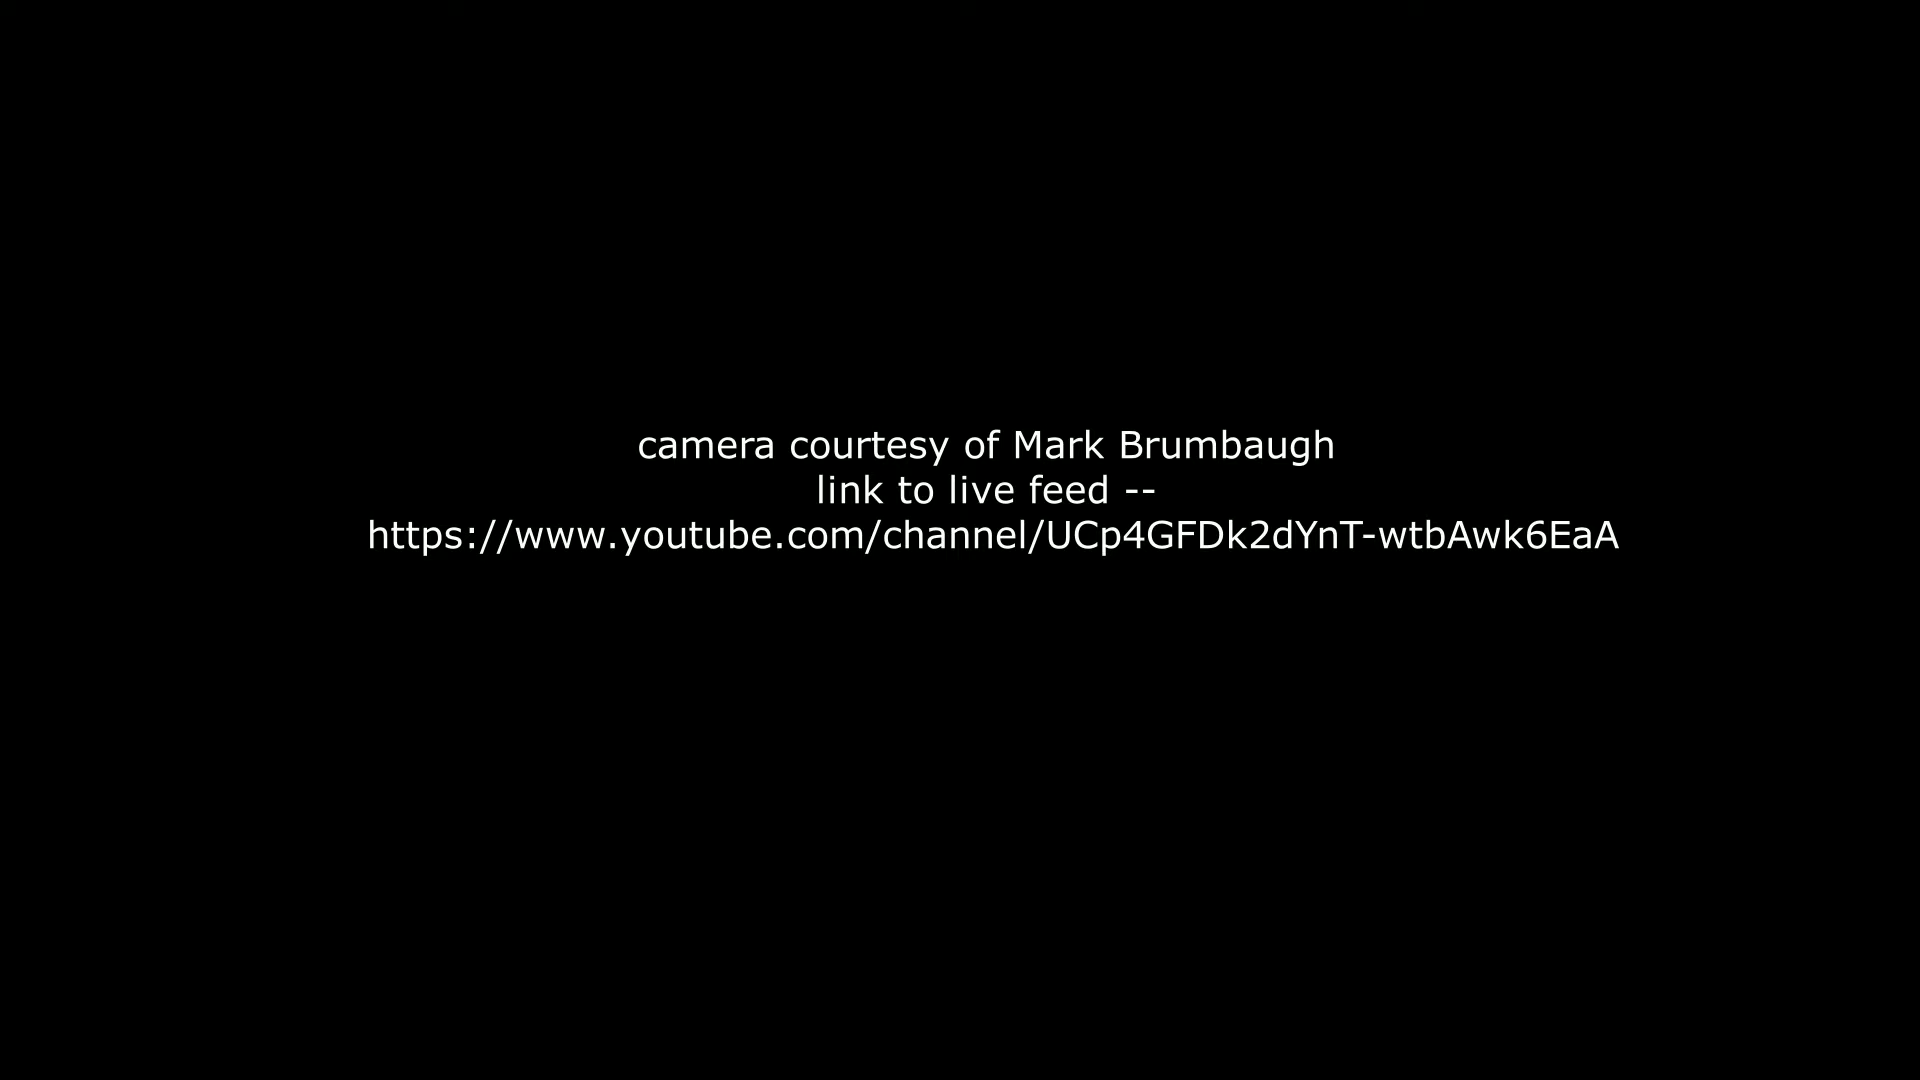 camera courtesy of Mark Brumbaugh
link to live feed --
https://www.youtube.com/channel/UCp4GFDk2dYnT-wtbAwk6EaA